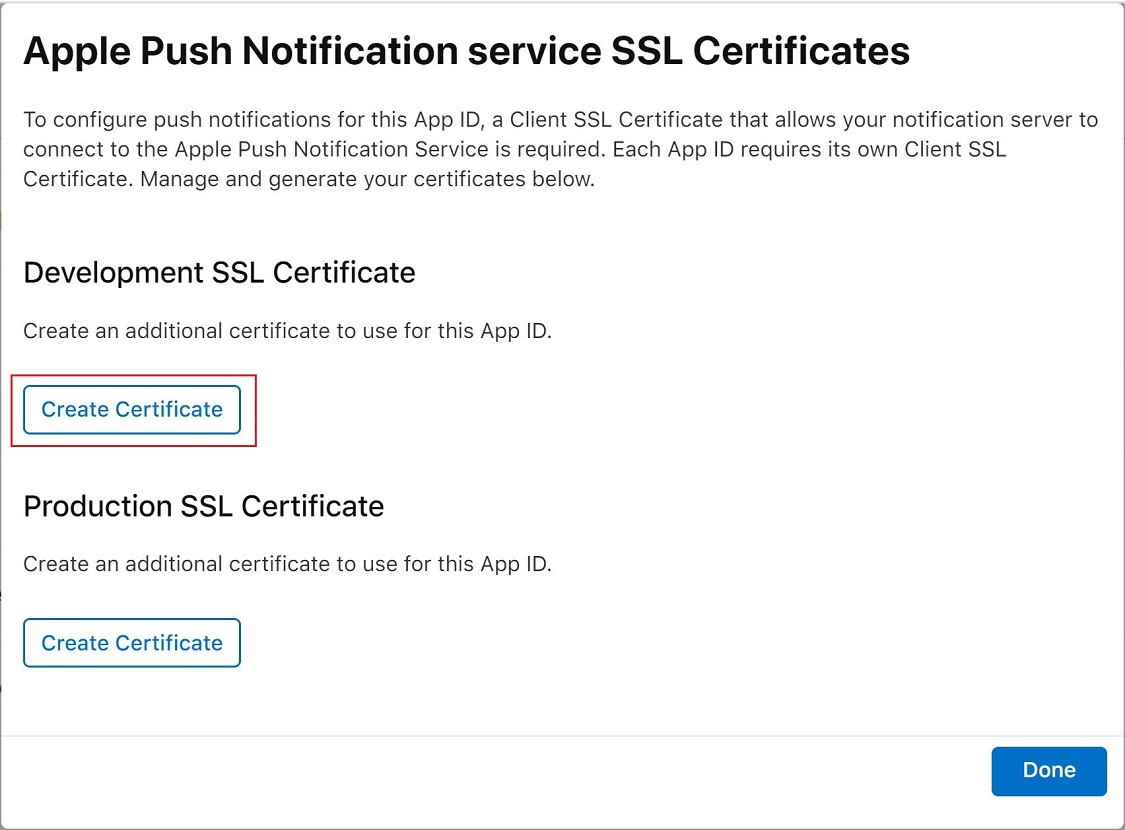 Apple Push Notification service SSL Certificates
To configure push notifications for this App ID, a Client SSL Certificate that allows your notification server to
connect to the Apple Push Notification Service is required. Each App ID requires its own Client SSL
Certificate. Manage and generate your certificates below.
Development SSL Certificate
Create an additional certificate to use for this App ID.
Create Certificate
Production SSL Certificate
Create an additional certificate to use for this App ID.
Create Certificate
Done